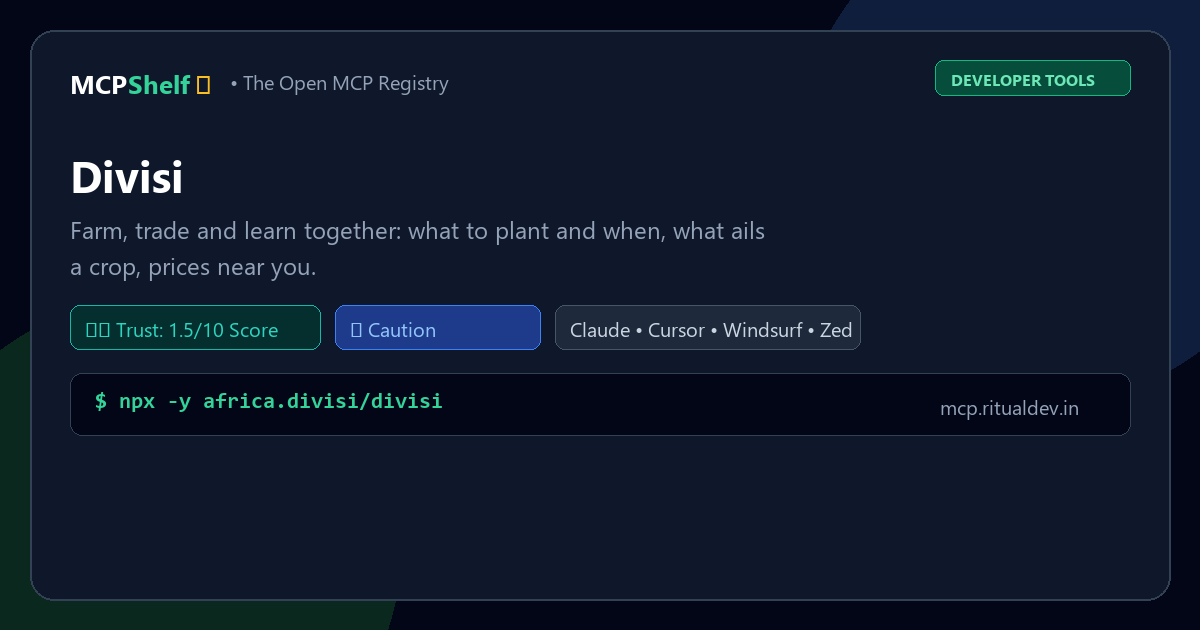 MCPShelf • The Open MCP Registry
DEVELOPER TOOLS
Divisi
Farm, trade and learn together: what to plant and when, what ails
a crop, prices near you.
Trust: 1.5/10 Score
Caution
Claude • Cursor • Windsurf • Zed
$ npx -y africa.divisi/divisi
mcp.ritualdev.in